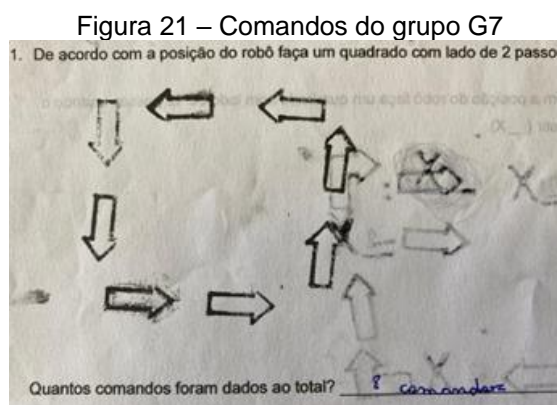 Figura 21 – Comandos do grupo G7
1. De acordo com a posição do robô faça um quadrado com lado de 2 passo
Quantos comandos foram dados ao total? 8 comandos